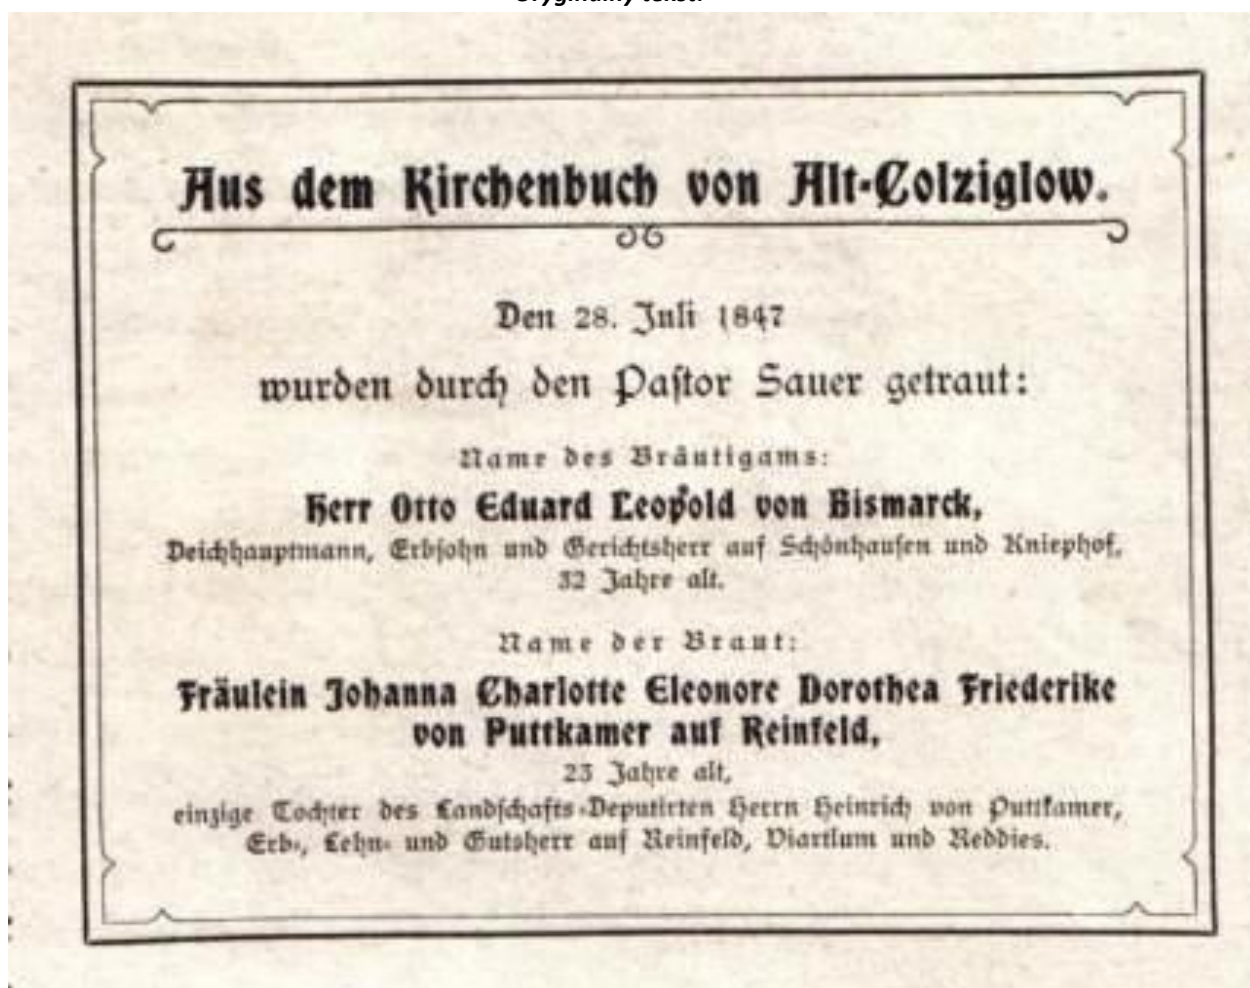 Aus dem Kirchenbuch von Alt-Colziglow.
Den 28. Juli 1847
wurden durch den Paſtor Sauer getraut:
Name des Bräutigams:
Herr Otto Eduard Leopold von Bismarck,
Deichhauptmann, Erbſohn und Gerichtsherr auf Schönhauſen und Kniephof,
32 Jahre alt.
Name der Braut:
Fräulein Johanna Charlotte Eleonore Dorothea Friederike
von Puttkamer auf Reinfeld,
23 Jahre alt,
einzige Tochter des Landſchafts-Deputirten Herrn Heinrich von Puttkamer,
Erb-, Lehn- und Gutsherr auf Reinfeld, Viartlum und Reddies.